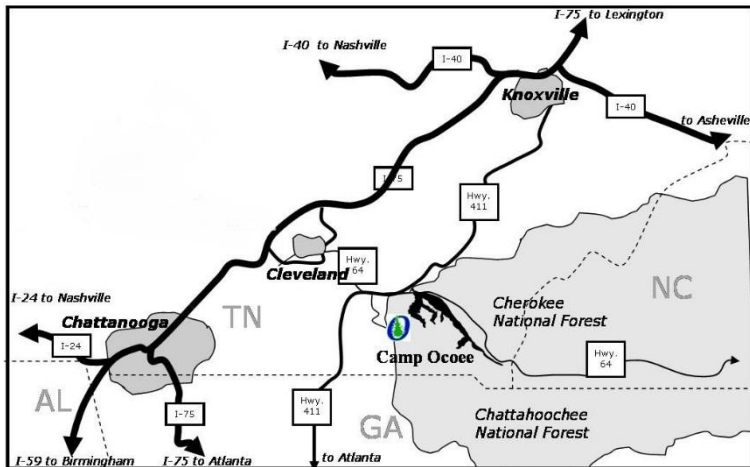 I-75 to Lexington
I-40 to Nashville
I-40
Knoxville
I-40
to Asheville
I-75
Hwy.
411
Cleveland
Hwy.
64
NC
I-24 to Nashville
TN
Chattanooga
Cherokee
National Forest
I-24
Camp Ocoee
Hwy.
64
AL
I-75
Hwy.
411
GA
Chattahoochee
National Forest
I-59 to Birmingham
I-75 to Atlanta
to Atlanta